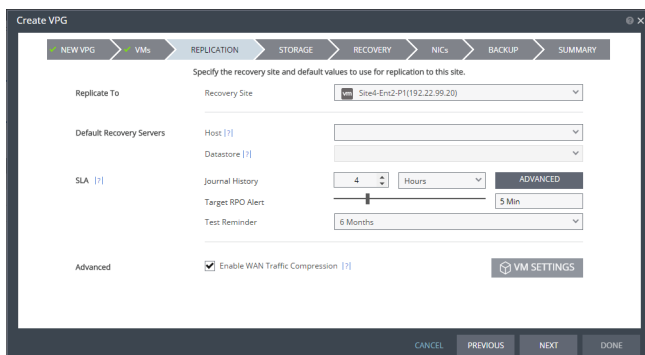 Create VPG
NEW VPG VMs REPLICATION STORAGE RECOVERY NICs BACKUP SUMMARY
Specify the recovery site and default values to use for replication to this site.
Replicate To Recovery Site vm Site4-Ent2-P1(192.22.99.20)
Default Recovery Servers Host [?]
Datastore [?]
SLA [?] Journal History 4 Hours ADVANCED
Target RPO Alert 5 Min
Test Reminder 6 Months
Advanced Enable WAN Traffic Compression [?] VM SETTINGS
CANCEL PREVIOUS NEXT DONE